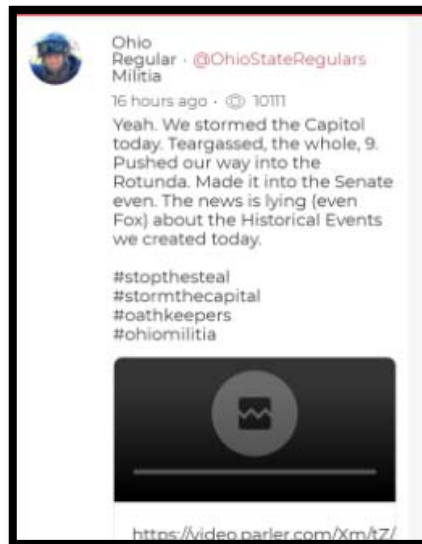 Ohio
Regular · @OhioStateRegulars
Militia
16 hours ago · 10111
Yeah. We stormed the Capitol
today. Teargassed, the whole, 9.
Pushed our way into the
Rotunda. Made it into the Senate
even. The news is lying (even
Fox) about the Historical Events
we created today.
#stopthesteal
#stormthecapital
#oathkeepers
#ohiomilitia
https://video.parler.com/Xm/tZ/